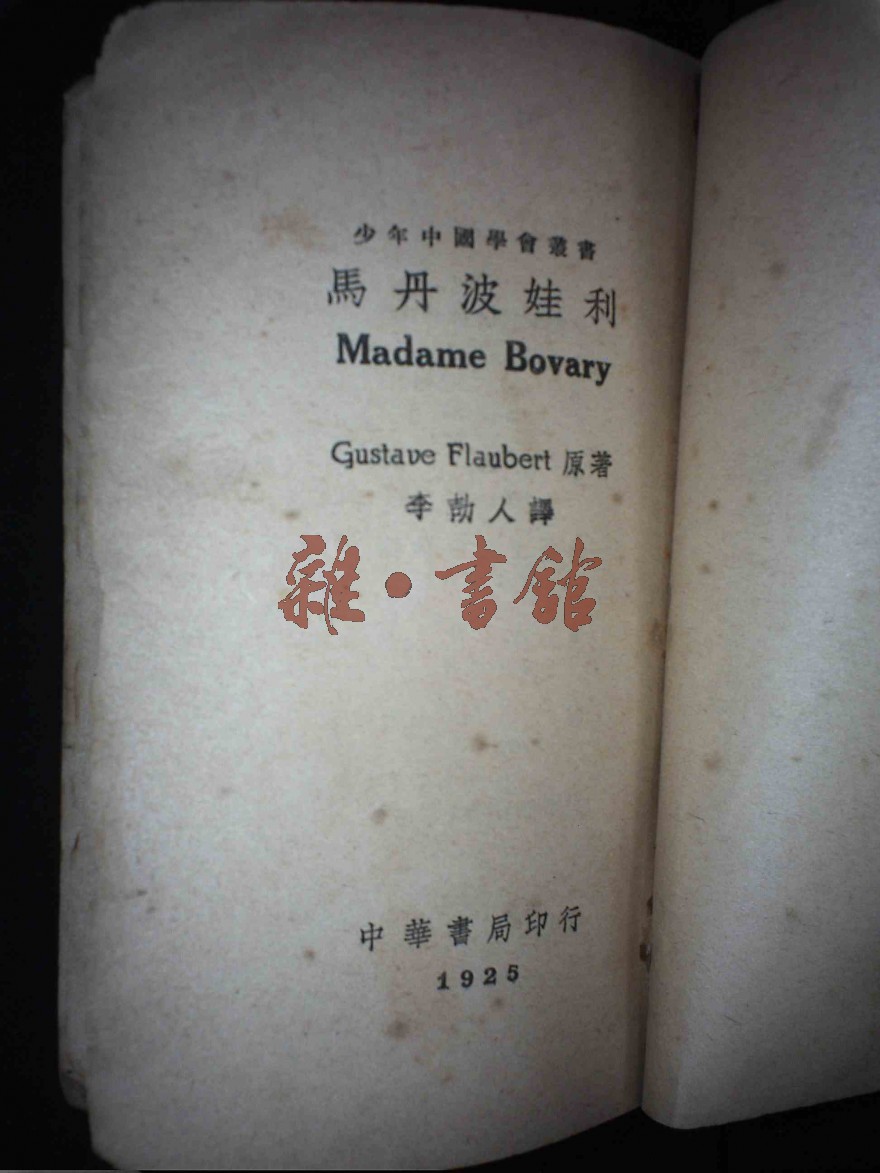 少年中國學會叢書
馬丹波娃利
Madame Bovary
Gustave Flaubert 原著
李劼人譯
雜·書館
中華書局印行
1925